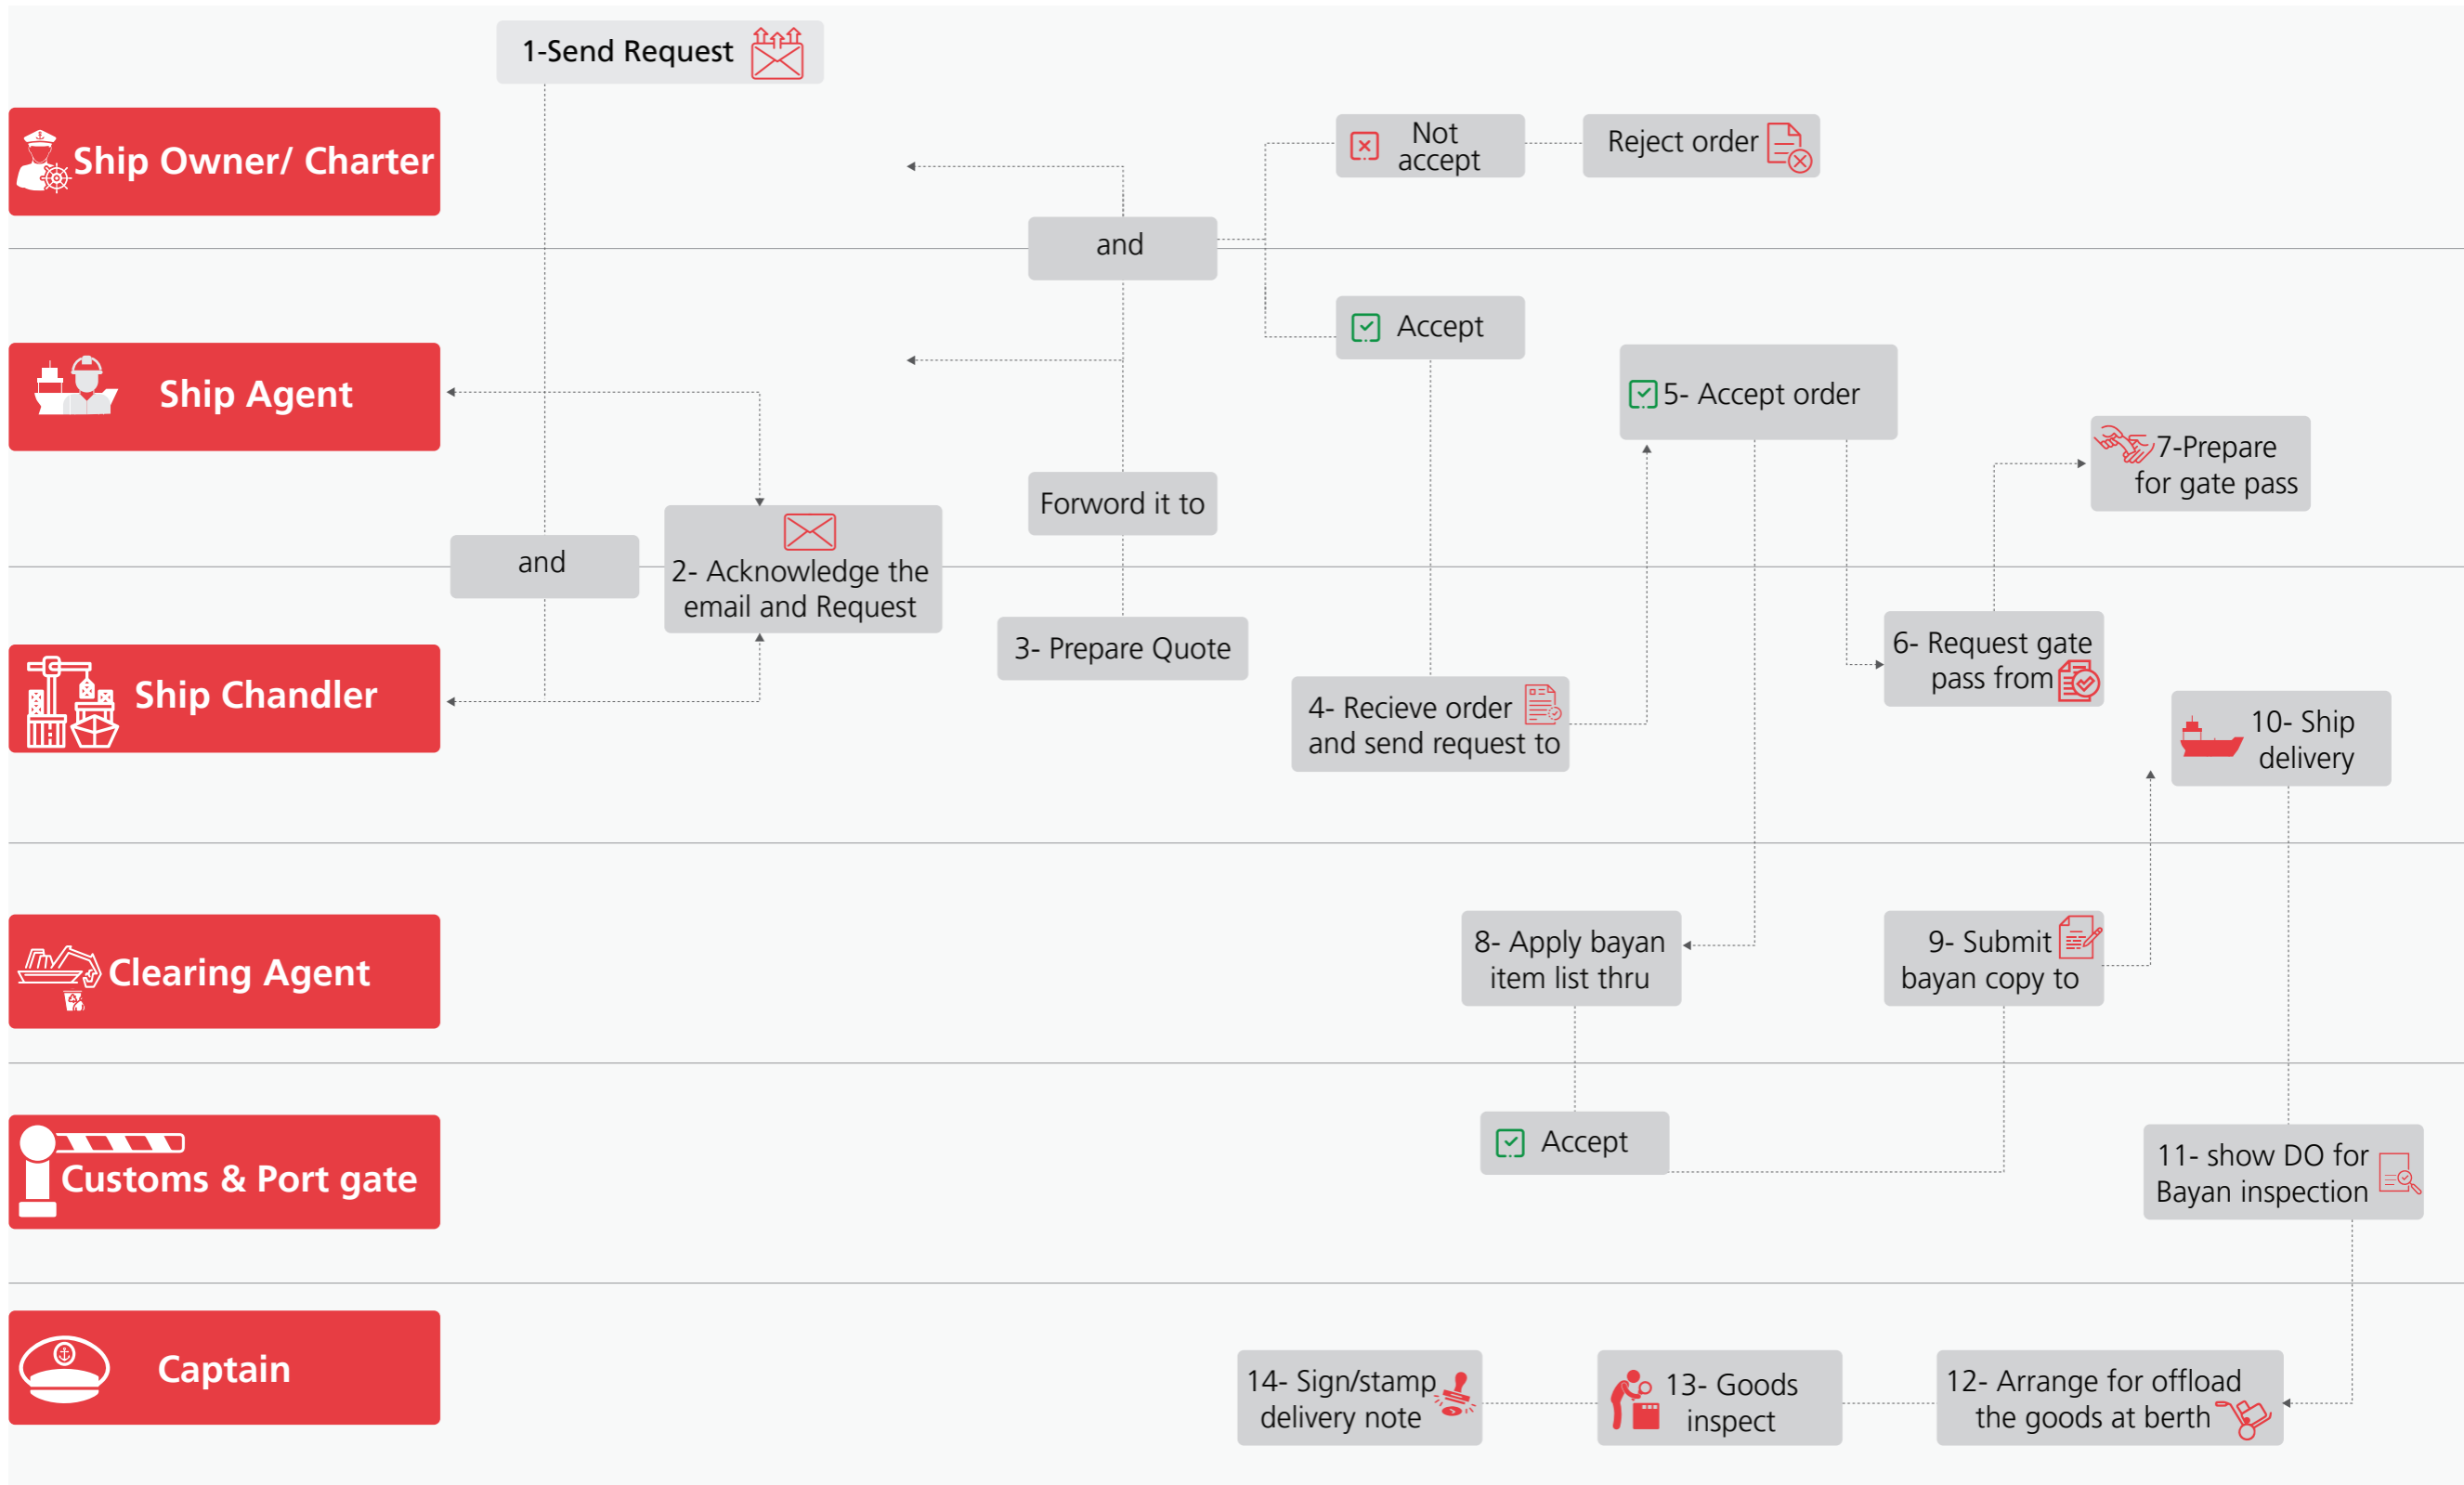 1-Send Request
Ship Owner/ Charter
Not
accept
Reject order
and
Accept
Ship Agent
5- Accept order
7-Prepare
for gate pass
Forword it to
and
2- Acknowledge the
email and Request
3- Prepare Quote
6- Request gate
pass from
Ship Chandler
4- Recieve order
and send request to
10- Ship
delivery
Clearing Agent
8- Apply bayan
item list thru
9- Submit
bayan copy to
Customs & Port gate
Accept
11- show DO for
Bayan inspection
Captain
14- Sign/stamp
delivery note
13- Goods
inspect
12- Arrange for offload
the goods at berth